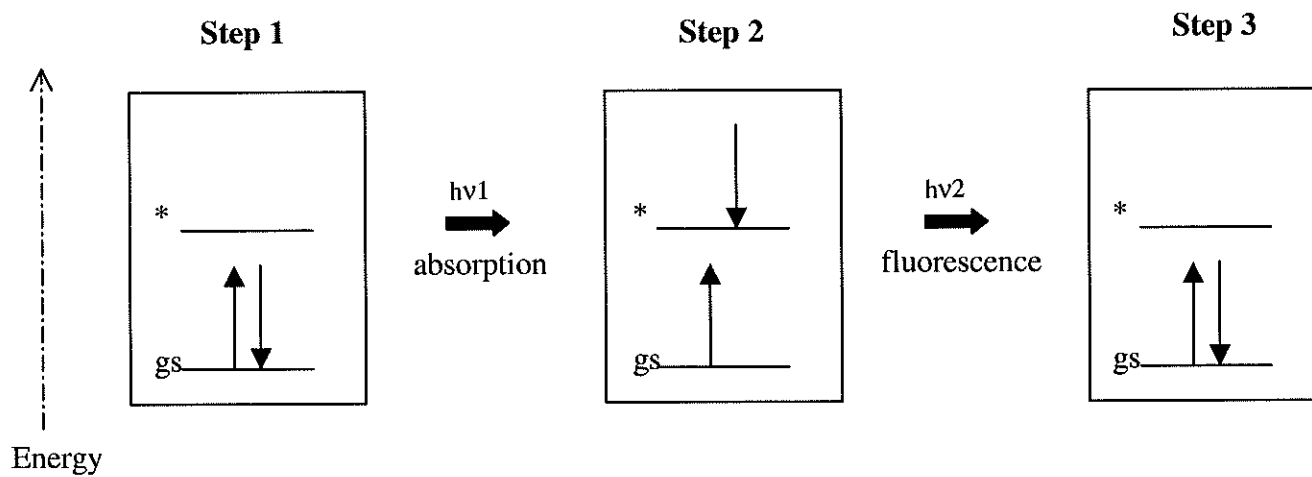 Step 1
Step 2
Step 3
*
gs
hν1
absorption
*
gs
hν2
fluorescence
*
gs
Energy